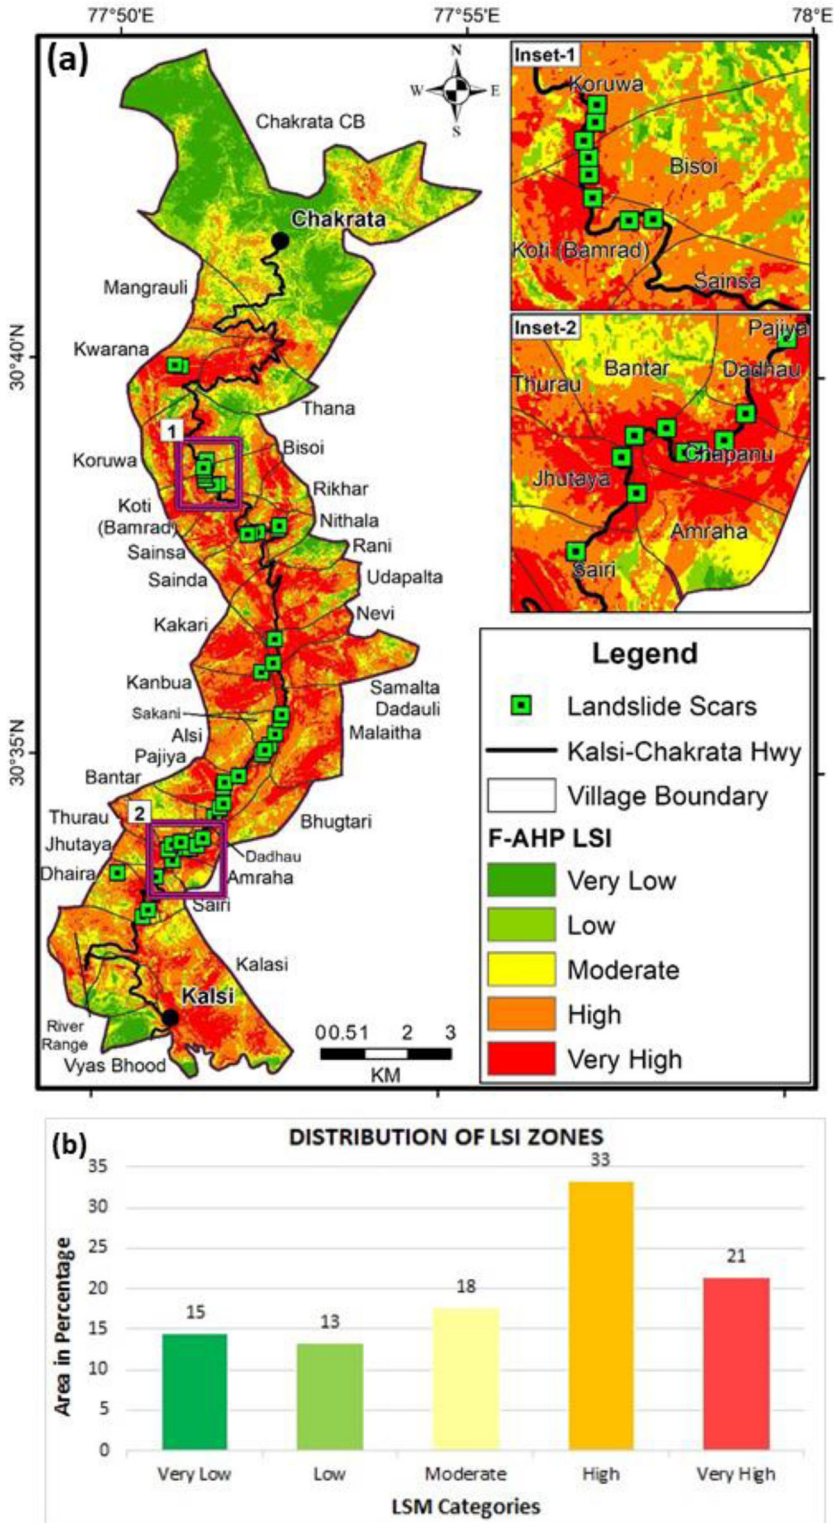 77°50'E
77°55'E
78°E
(a)
N
W
E
S
Chakrata CB
Chakrata
Mangrauli
Kwarana
30°40'N
Thana
1
Koruwa
Bisoi
Koti
(Bamrad)
Rikhar
Nithala
Sainsa
Rani
Sainda
Udapalta
Kakari
Nevi
Kanbua
Samalta
Dadauli
Sakani
Alsi
Malaitha
30°35'N
Pajiya
Bantar
2
Thurau
Bhugtari
Jhutaya
Dadhau
Dhaira
Amraha
Sairi
Kalasi
Kalsi
River
Range
Vyas Bhood
0 0.5 1 2 3
KM
Inset-1
Koruwa
Bisoi
Koti (Bamrad)
Sainsa
Inset-2
Pajiya
Bantar
Dadhau
Thurau
Chapanu
Jhutaya
Amraha
Sairi
Legend
Landslide Scars
Kalsi-Chakrata Hwy
Village Boundary
F-AHP LSI
Very Low
Low
Moderate
High
Very High
(b)
DISTRIBUTION OF LSI ZONES
Area in Percentage
35
30
25
20
15
10
5
0
15
13
18
33
21
Very Low
Low
Moderate
High
Very High
LSM Categories